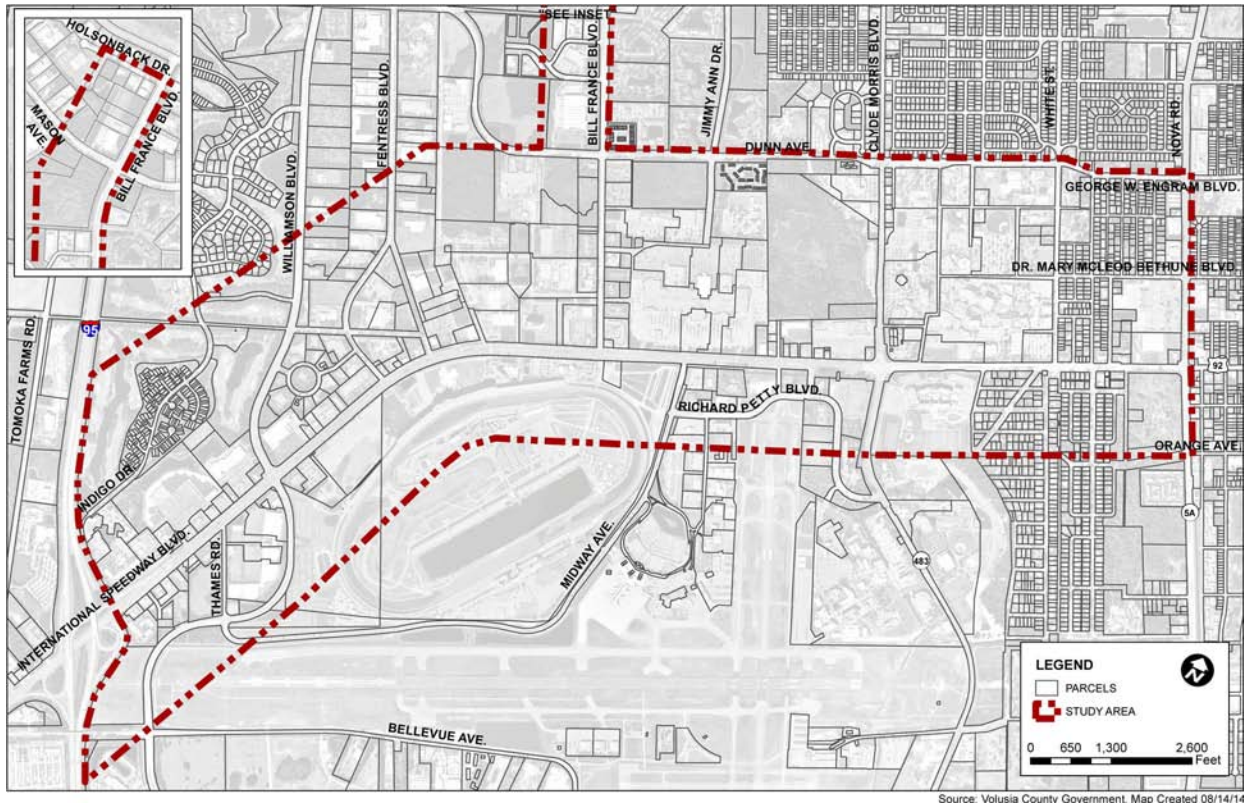 SEE INSET
HOLSONBACK DR.
MASON AVE.
BILL FRANCE BLVD.
WILLIAMSON BLVD.
FENTRESS BLVD.
BILL FRANCE BLVD.
JIMMY ANN DR.
CLYDE MORRIS BLVD.
WHITE ST.
NOVA RD.
DUNN AVE.
GEORGE W. ENGRAM BLVD.
DR. MARY MCLEOD BETHUNE BLVD.
TOMOKA FARMS RD.
95
92
RICHARD PETTY BLVD.
ORANGE AVE.
INDIGO DR.
5A
INTERNATIONAL SPEEDWAY BLVD.
THAMES RD.
MIDWAY AVE.
483
BELLEVUE AVE.
LEGEND
N
PARCELS
STUDY AREA
0 650 1,300 2,600
Feet
Source: Volusia County Government, Map Created 08/14/14